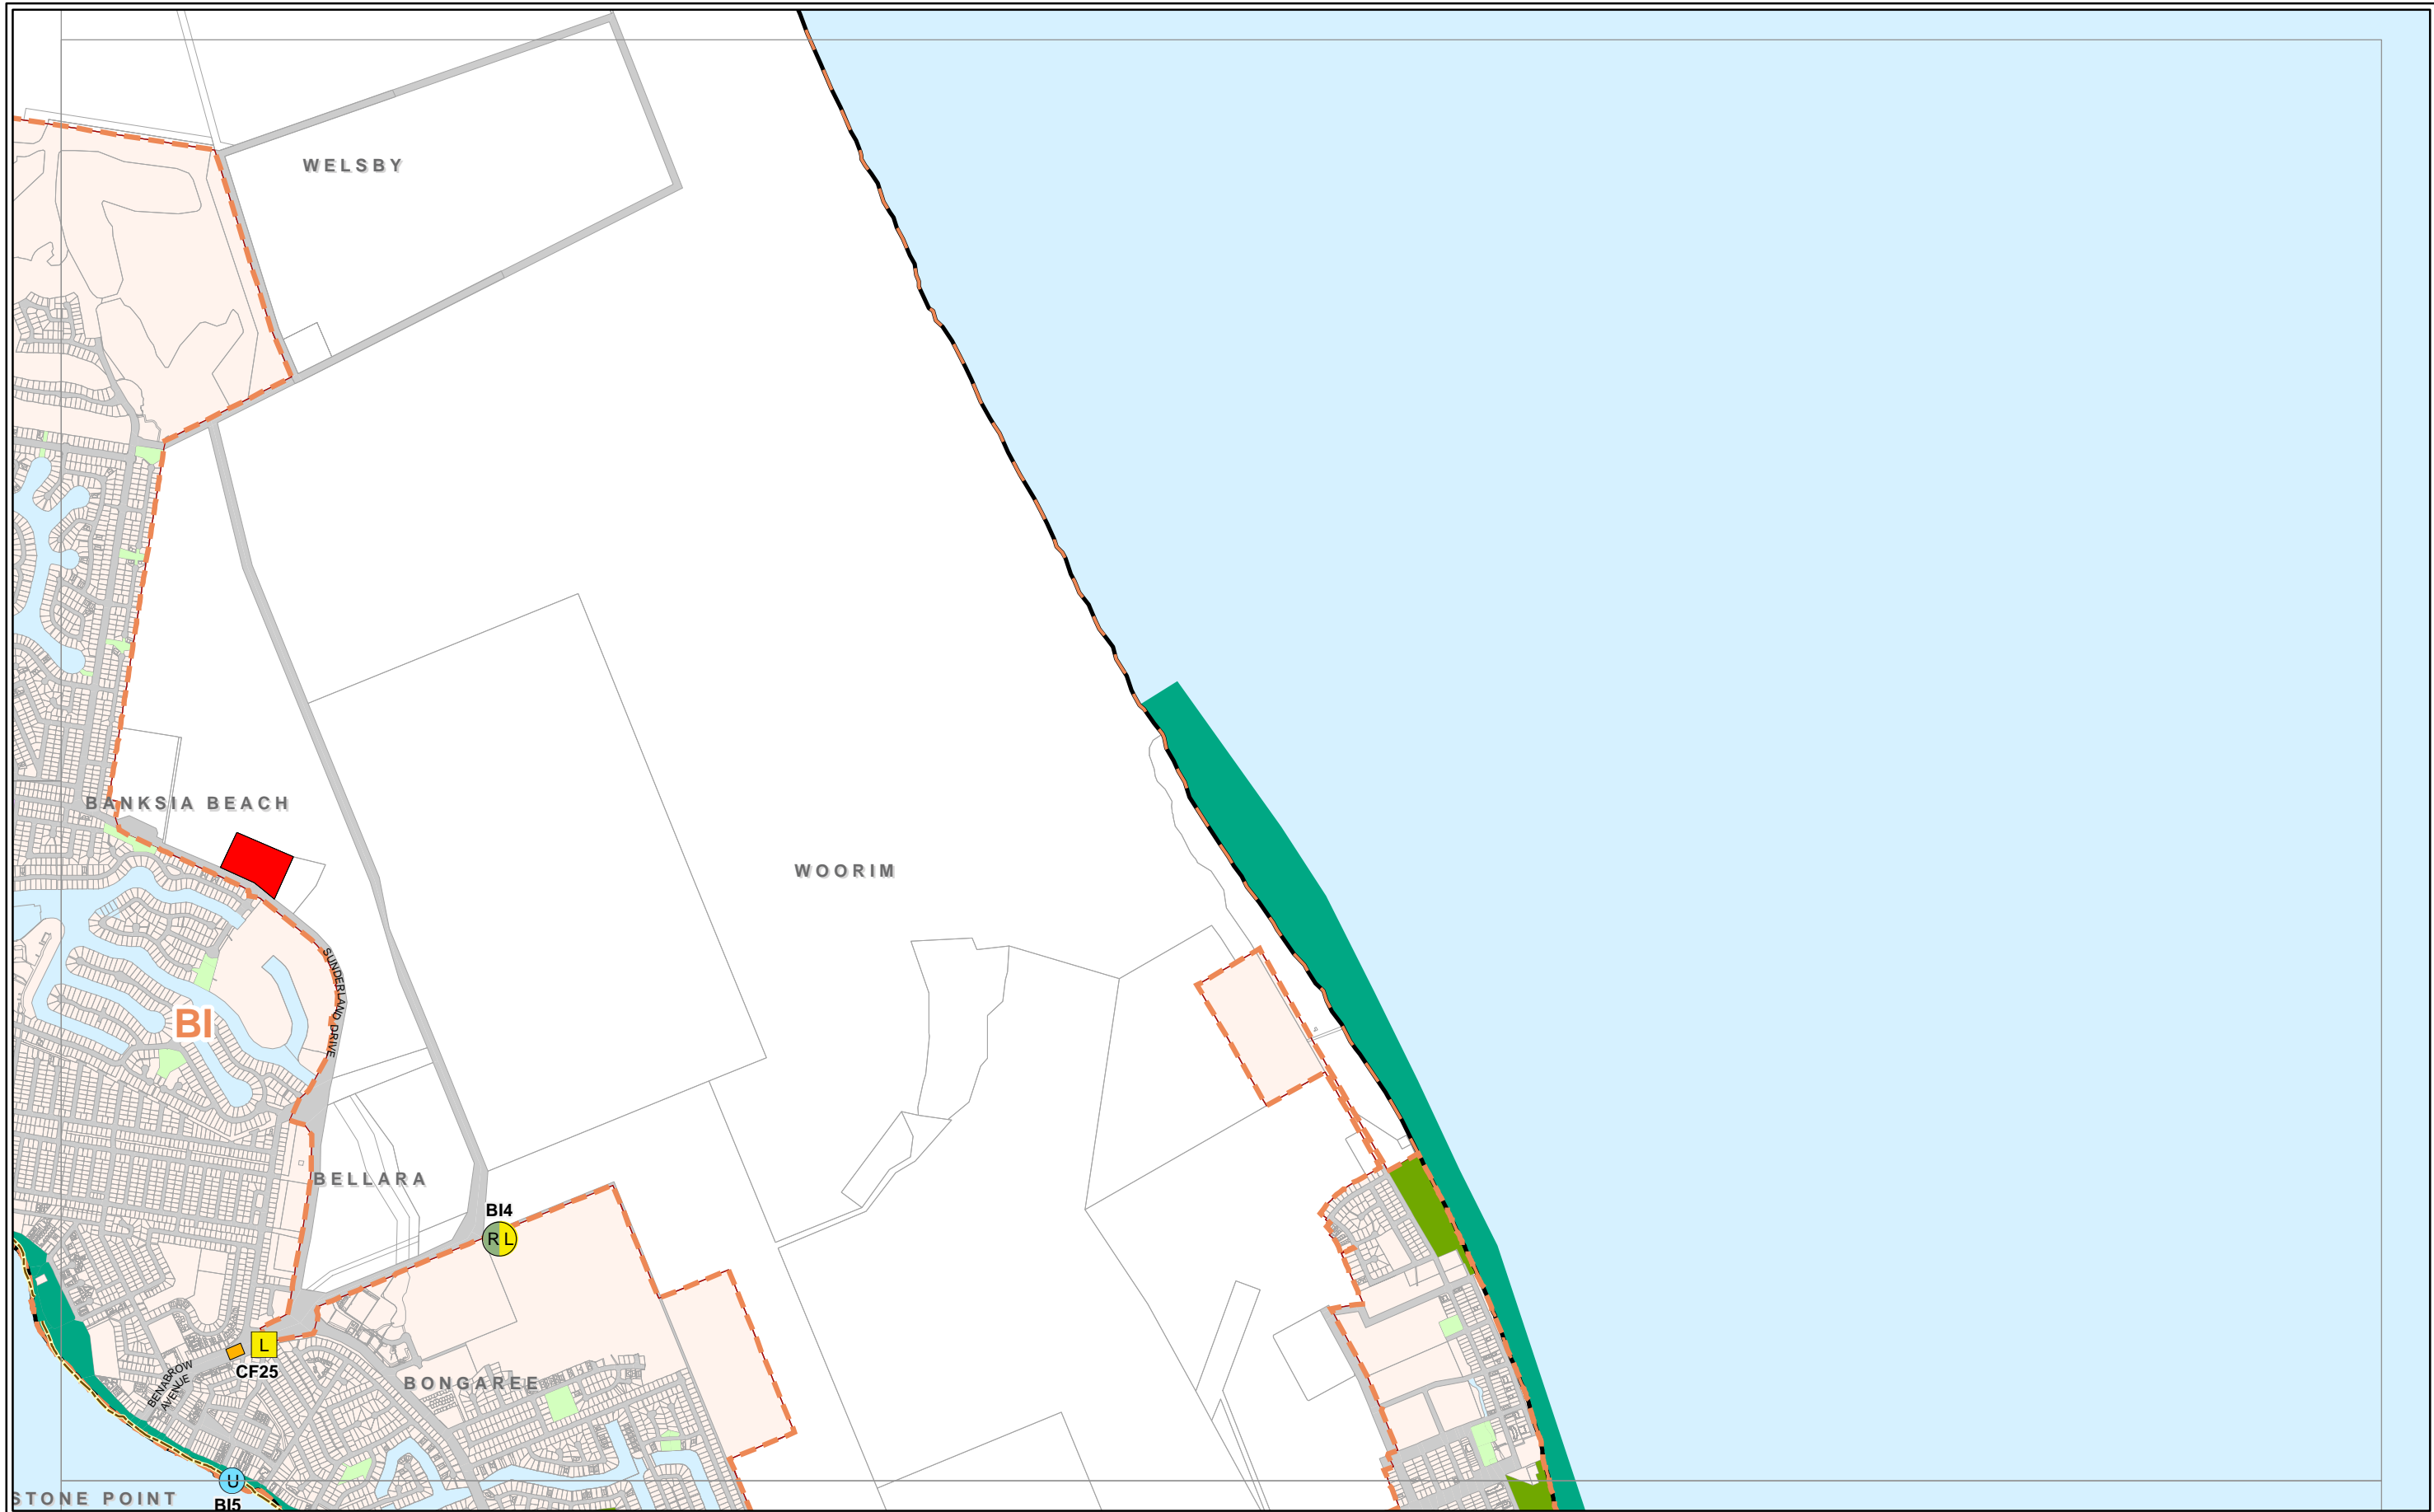 WELSBY
BANKSIA BEACH
WOORIM
SUNDERLAND DRIVE
BI
BELLARA
BI4
R L
L
CF25
BENABROW
AVENUE
BONGAREE
U
STONE POINT
BI5